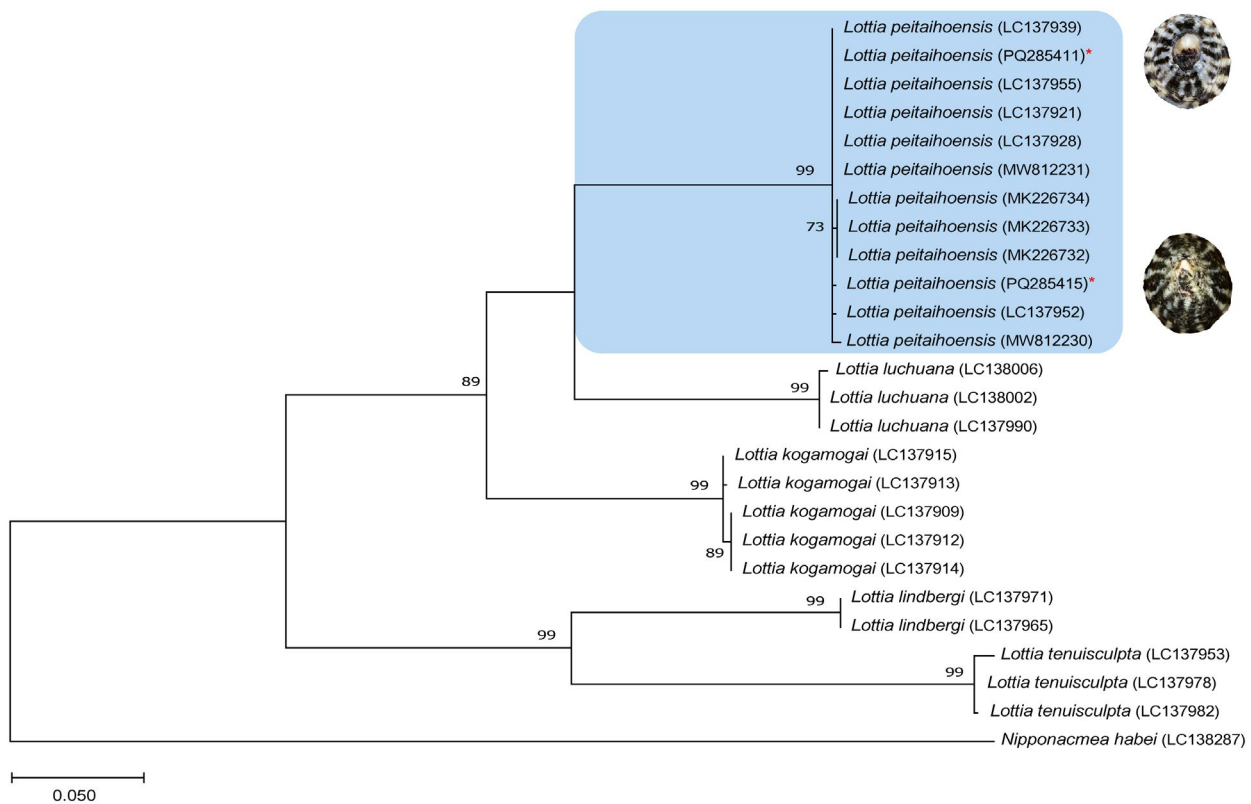 Lottia peitaihoensis (LC137939)
Lottia peitaihoensis (PQ285411)*
Lottia peitaihoensis (LC137955)
Lottia peitaihoensis (LC137921)
Lottia peitaihoensis (LC137928)
99
Lottia peitaihoensis (MW812231)
Lottia peitaihoensis (MK226734)
73
Lottia peitaihoensis (MK226733)
Lottia peitaihoensis (MK226732)
Lottia peitaihoensis (PQ285415)*
Lottia peitaihoensis (LC137952)
Lottia peitaihoensis (MW812230)
Lottia luchuana (LC138006)
89
99
Lottia luchuana (LC138002)
Lottia luchuana (LC137990)
Lottia kogamogai (LC137915)
99
Lottia kogamogai (LC137913)
Lottia kogamogai (LC137909)
Lottia kogamogai (LC137912)
89
Lottia kogamogai (LC137914)
99
Lottia lindbergi (LC137971)
Lottia lindbergi (LC137965)
99
Lottia tenuisculpta (LC137953)
99
Lottia tenuisculpta (LC137978)
Lottia tenuisculpta (LC137982)
Nipponacmea habei (LC138287)
0.050